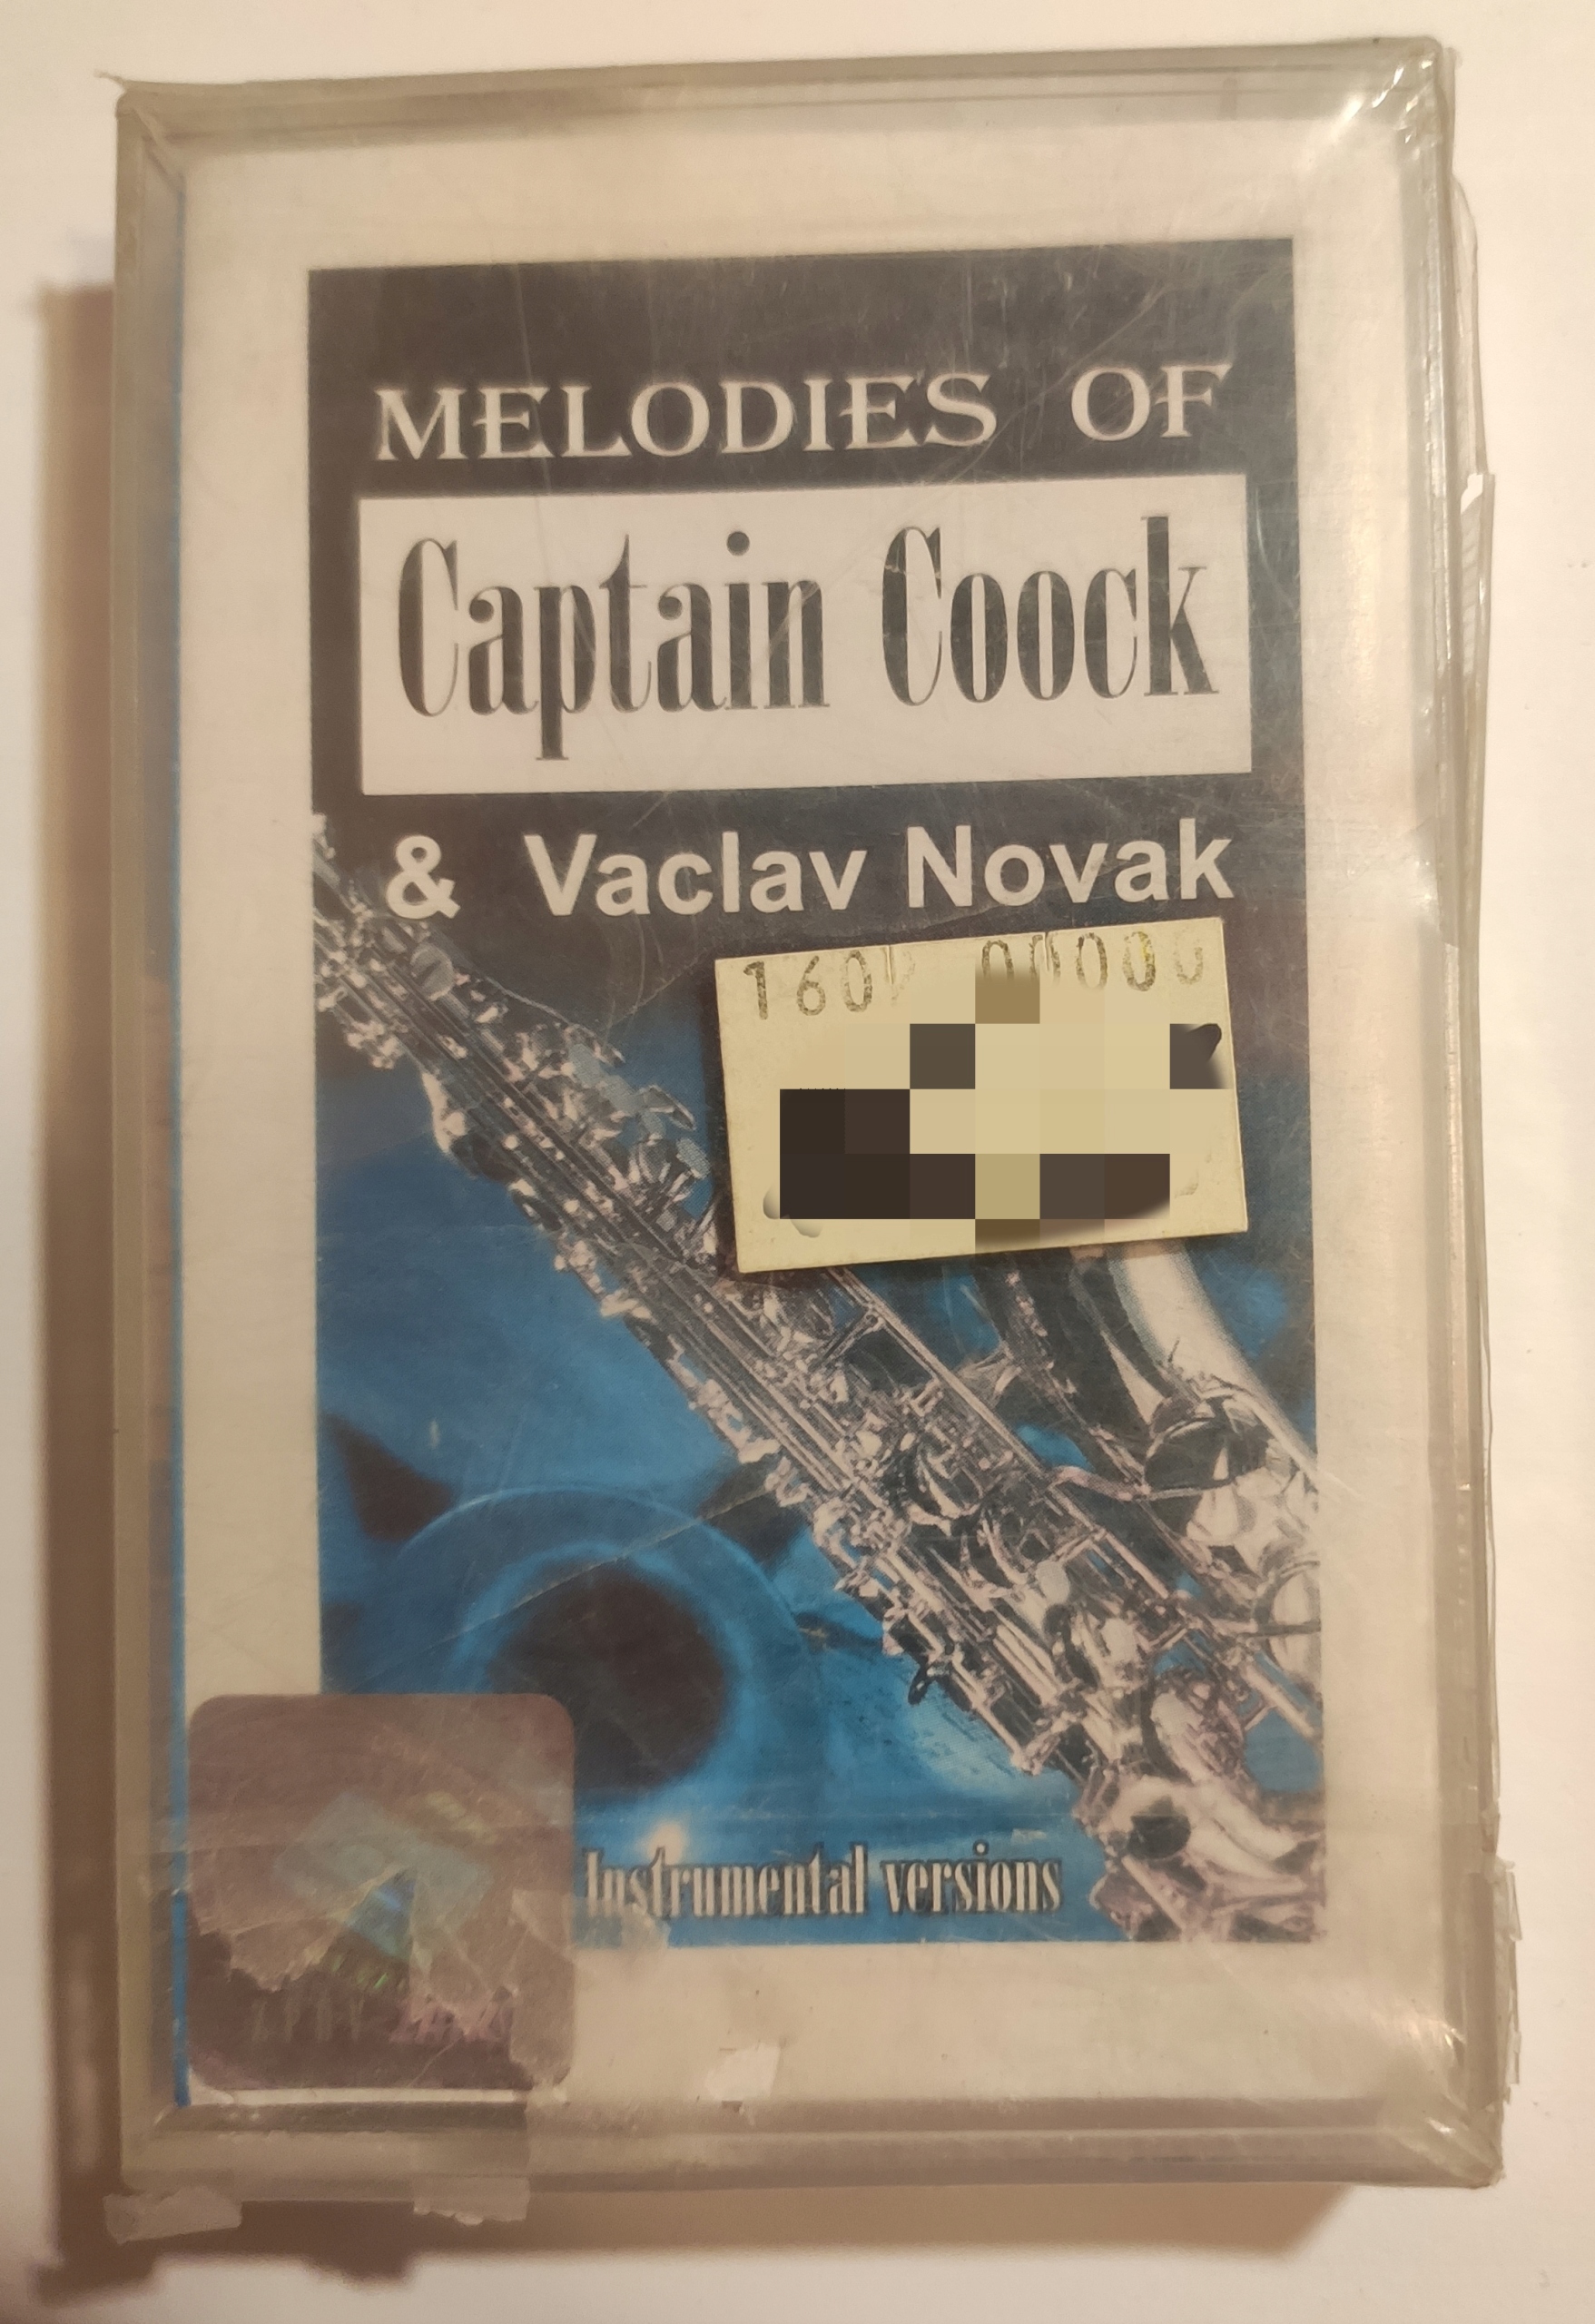 MELODIES OF
Captain Coock
& Vaclav Novak
Instrumental versions